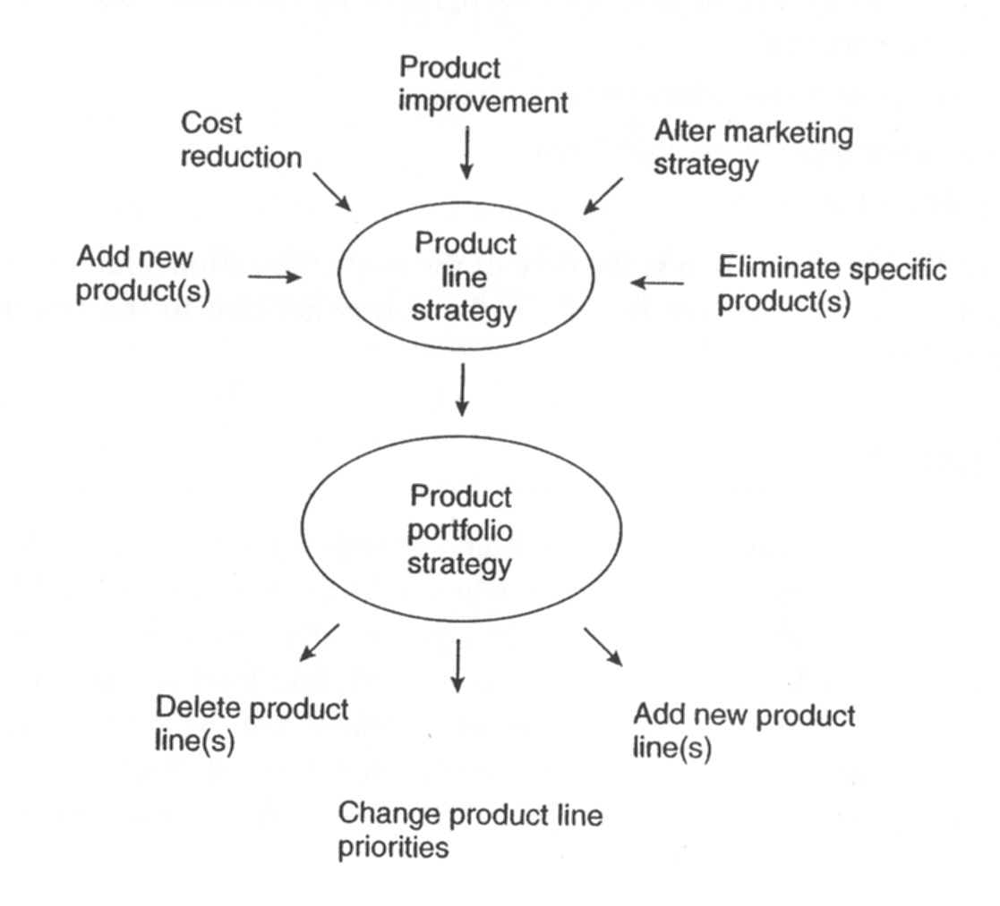 Product
improvement
Cost
reduction
Alter marketing
strategy
Add new
product(s)
Product
line
strategy
Eliminate specific
product(s)
Product
portfolio
strategy
Delete product
line(s)
Add new product
line(s)
Change product line
priorities